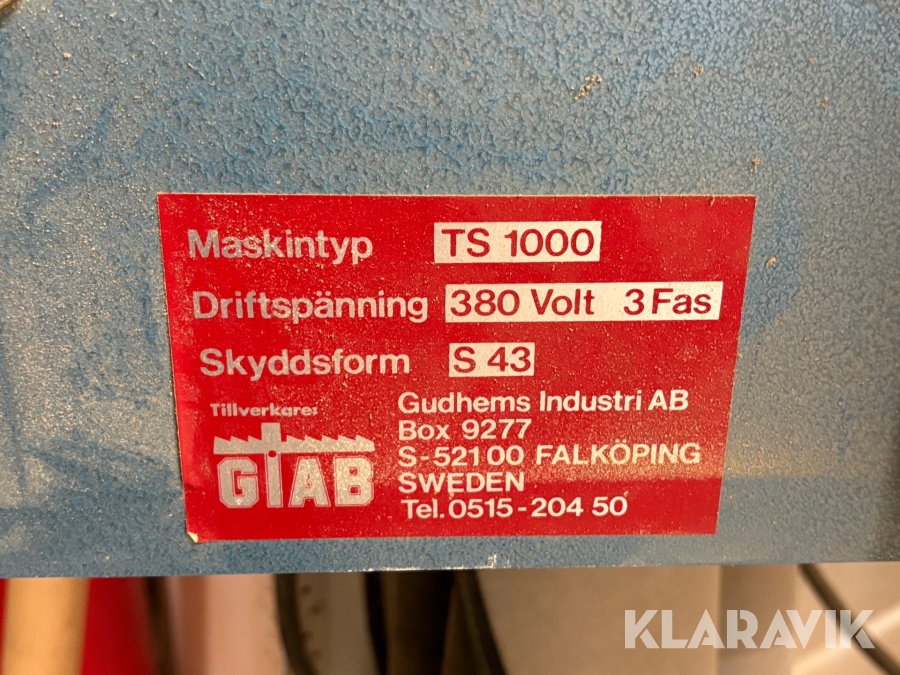 Maskintyp TS 1000
Driftspänning 380 Volt 3 Fas
Skyddsform S 43
Tillverkare:
GIAB
Gudhems Industri AB
Box 9277
S-52100 FALKÖPING
SWEDEN
Tel. 0515-204 50
KLARAVIK